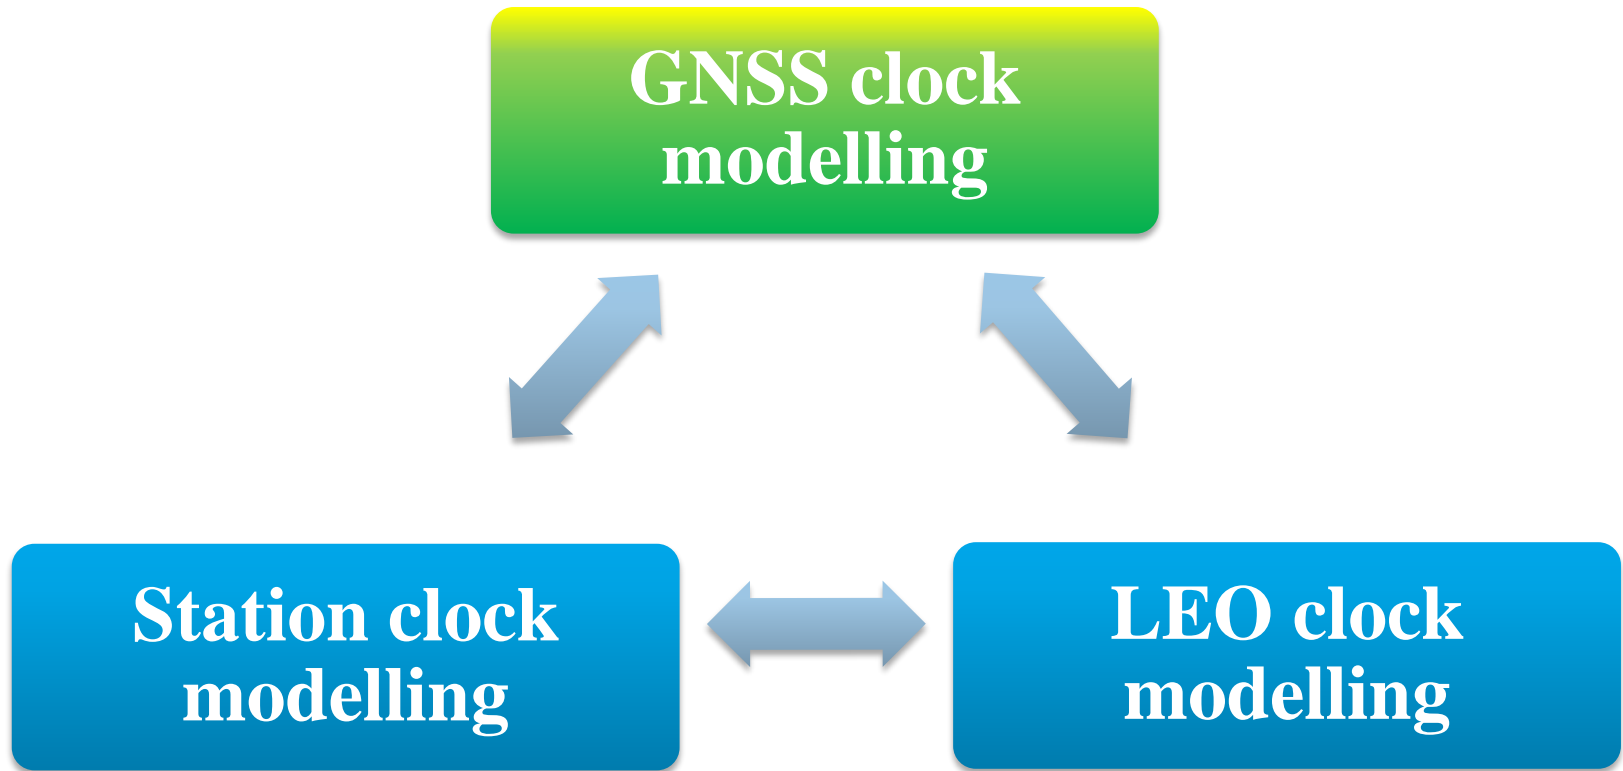 GNSS clock
modelling
Station clock
modelling
LEO clock
modelling